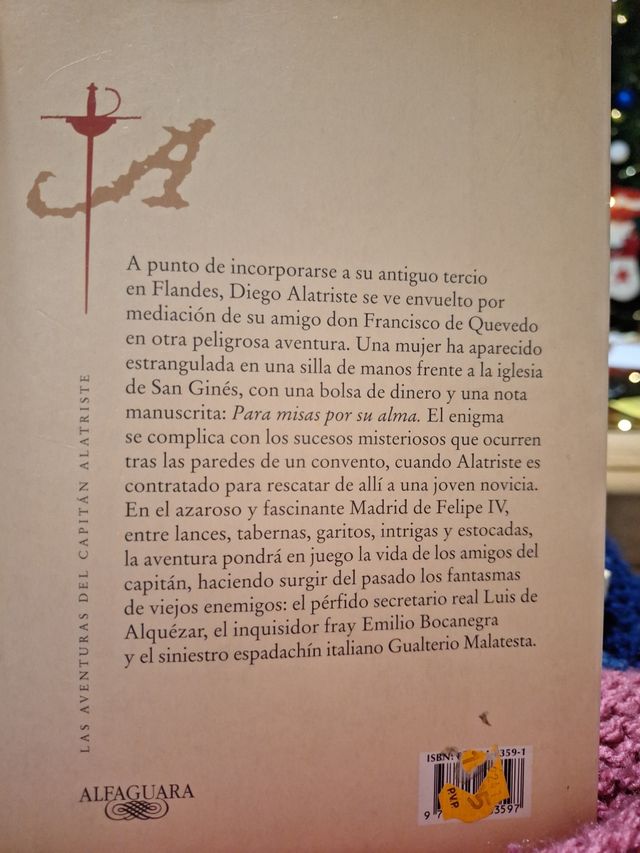 A
A punto de incorporarse a su antiguo tercio
en Flandes, Diego Alatriste se ve envuelto por
mediación de su amigo don Francisco de Quevedo
en otra peligrosa aventura. Una mujer ha aparecido
estrangulada en una silla de manos frente a la iglesia
de San Ginés, con una bolsa de dinero y una nota
manuscrita: Para misas por su alma. El enigma
se complica con los sucesos misteriosos que ocurren
tras las paredes de un convento, cuando Alatriste es
contratado para rescatar de allí a una joven novicia.
En el azaroso y fascinante Madrid de Felipe IV,
entre lances, tabernas, garitos, intrigas y estocadas,
la aventura pondrá en juego la vida de los amigos del
capitán, haciendo surgir del pasado los fantasmas
de viejos enemigos: el pérfido secretario real Luis de
Alquézar, el inquisidor fray Emilio Bocanegra
y el siniestro espadachín italiano Gualterio Malatesta.
LAS AVENTURAS DEL CAPITÁN ALATRISTE
ALFAGUARA
ISBN: 359-1
PVP
9 3597